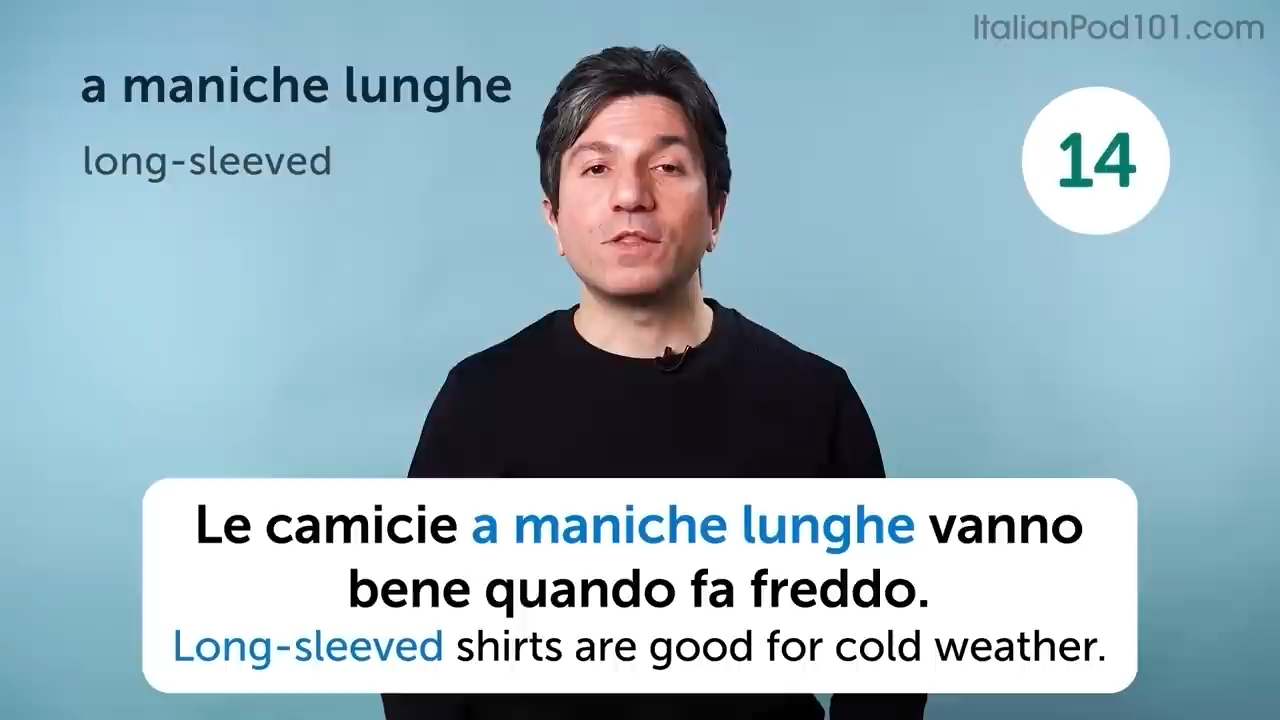 ItalianPod101.com
a maniche lunghe
long-sleeved
14
Le camicie a maniche lunghe vanno
bene quando fa freddo.
Long-sleeved shirts are good for cold weather.